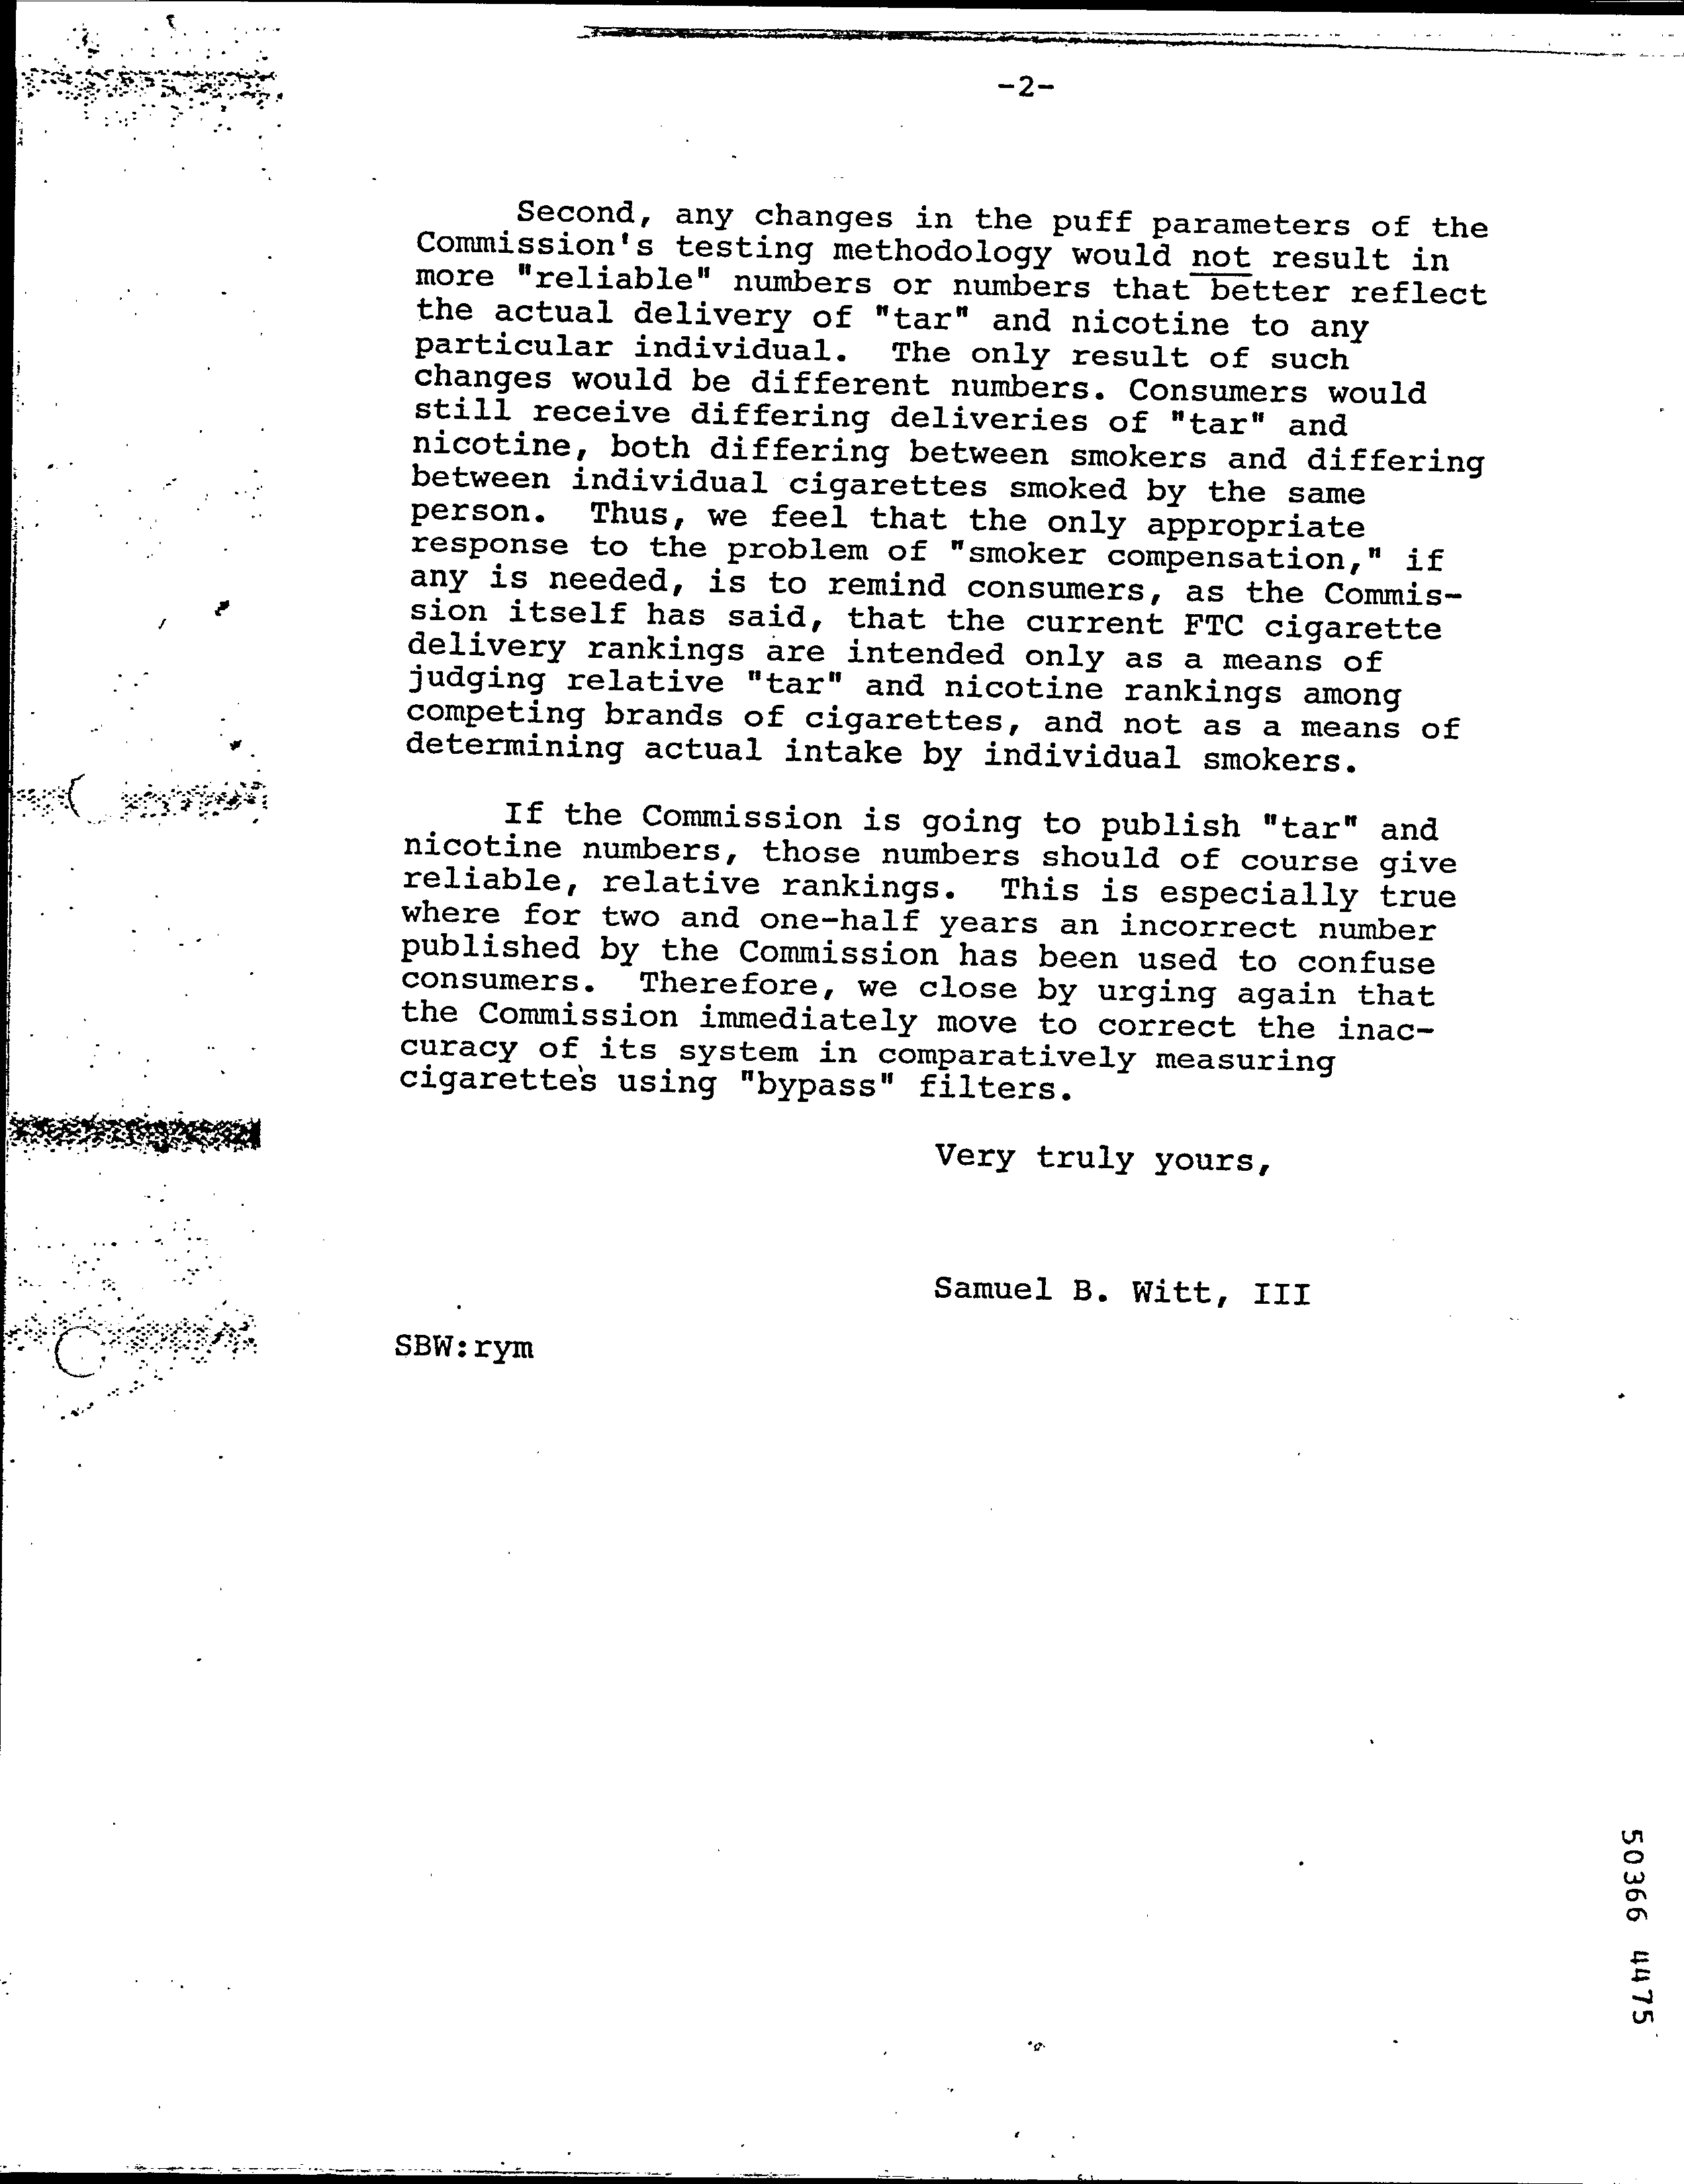 -2-
Second, any changes in the puff parameters of the
Commission's testing methodology would not result in
more "reliable" numbers or numbers that better reflect
the actual delivery of "tar" and nicotine to any
particular individual. The only result of such
changes would be different numbers. Consumers would
still receive differing deliveries of "tar" and
nicotine, both differing between smokers and differing
between individual cigarettes smoked by the same
person. Thus, we feel that the only appropriate
response to the problem of "smoker compensation," if
any is needed, is to remind consumers, as the Commis-
sion itself has said, that the current FTC cigarette
delivery rankings are intended only as a means of
judging relative "tar" and nicotine rankings among
competing brands of cigarettes, and not as a means of
determining actual intake by individual smokers.
If the Commission is going to publish "tar" and
nicotine numbers, those numbers should of course give
reliable, relative rankings. This is especially true
where for two and one-half years an incorrect number
published by the Commission has been used to confuse
consumers. Therefore, we close by urging again that
the Commission immediately move to correct the inac-
curacy of its system in comparatively measuring
cigarettes using "bypass" filters.
Very truly yours,
Samuel B. Witt, III
SBW:rym
50366 4475